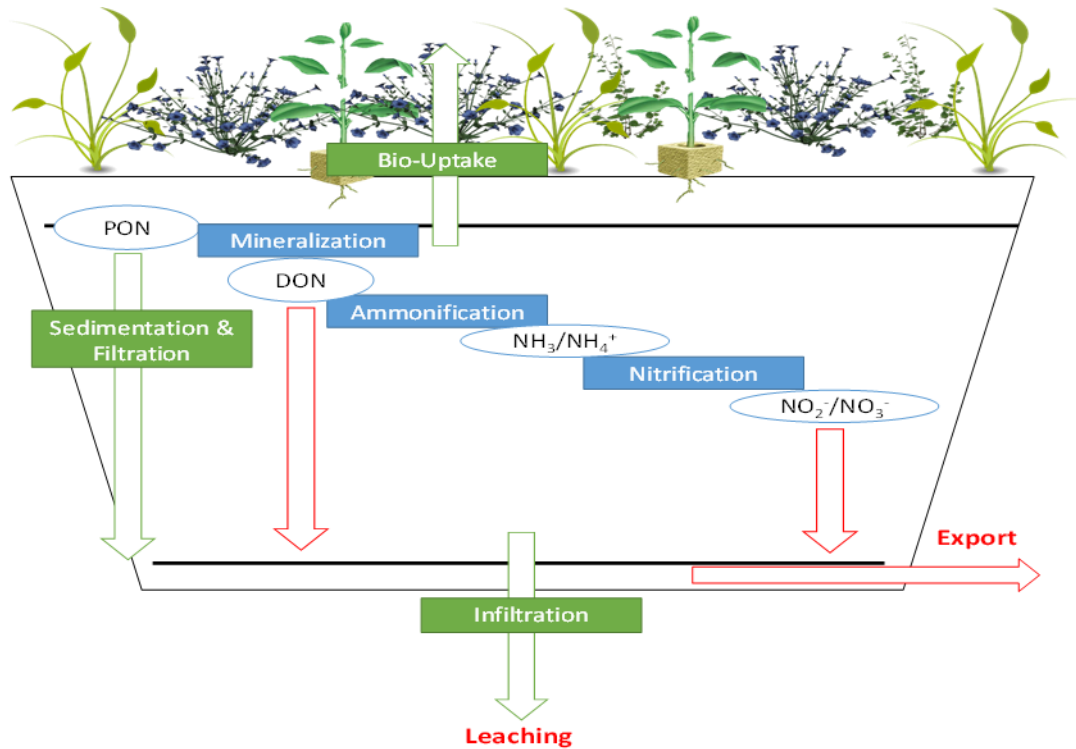 Bio-Uptake
PON
Mineralization
DON
Ammonification
Sedimentation &
Filtration
NH₃/NH₄⁺
Nitrification
NO₂⁻/NO₃⁻
Export
Infiltration
Leaching